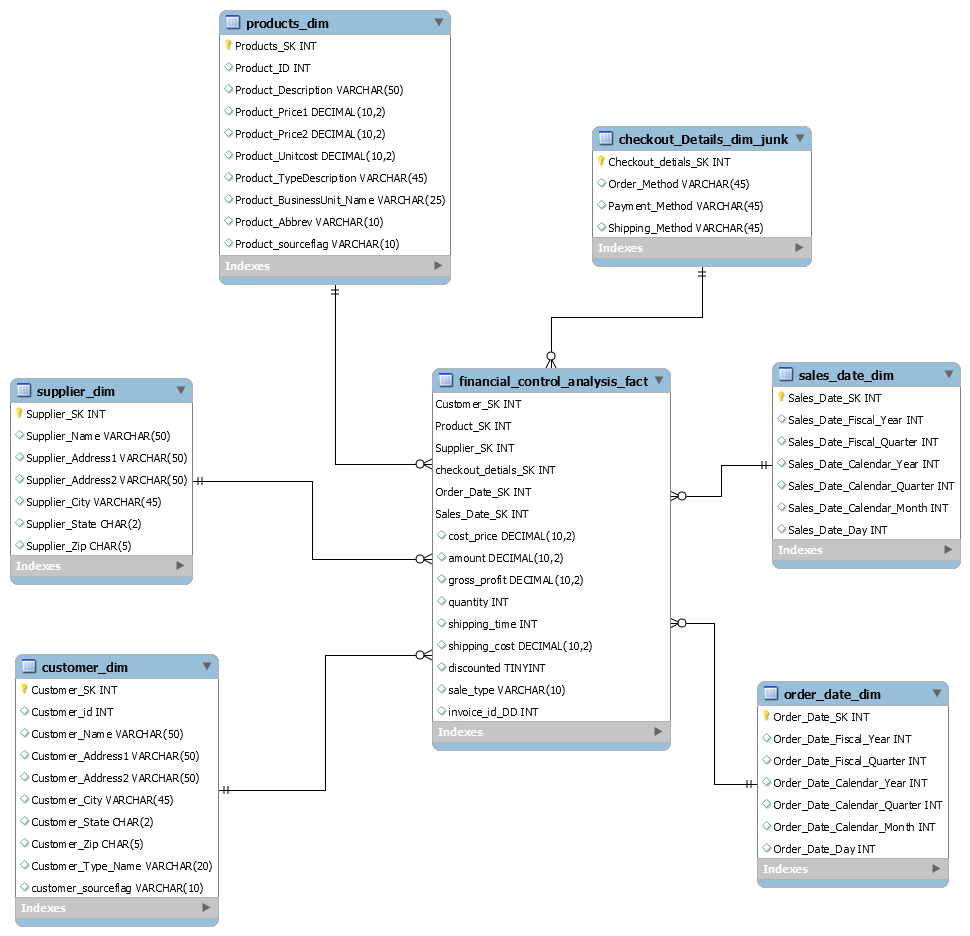 products_dim
Products_SK INT
Product_ID INT
Product_Description VARCHAR(50)
Product_Price1 DECIMAL(10,2)
Product_Price2 DECIMAL(10,2)
Product_Unitcost DECIMAL(10,2)
Product_TypeDescription VARCHAR(45)
Product_BusinessUnit_Name VARCHAR(25)
Product_Abbrev VARCHAR(10)
Product_sourceflag VARCHAR(10)
Indexes
checkout_Details_dim_junk
Checkout_detials_SK INT
Order_Method VARCHAR(45)
Payment_Method VARCHAR(45)
Shipping_Method VARCHAR(45)
Indexes
supplier_dim
Supplier_SK INT
Supplier_Name VARCHAR(50)
Supplier_Address1 VARCHAR(50)
Supplier_Address2 VARCHAR(50)
Supplier_City VARCHAR(45)
Supplier_State CHAR(2)
Supplier_Zip CHAR(5)
Indexes
financial_control_analysis_fact
Customer_SK INT
Product_SK INT
Supplier_SK INT
checkout_detials_SK INT
Order_Date_SK INT
Sales_Date_SK INT
cost_price DECIMAL(10,2)
amount DECIMAL(10,2)
gross_profit DECIMAL(10,2)
quantity INT
shipping_time INT
shipping_cost DECIMAL(10,2)
discounted TINYINT
sale_type VARCHAR(10)
invoice_id_DD INT
Indexes
sales_date_dim
Sales_Date_SK INT
Sales_Date_Fiscal_Year INT
Sales_Date_Fiscal_Quarter INT
Sales_Date_Calendar_Year INT
Sales_Date_Calendar_Quarter INT
Sales_Date_Calendar_Month INT
Sales_Date_Day INT
Indexes
customer_dim
Customer_SK INT
Customer_id INT
Customer_Name VARCHAR(50)
Customer_Address1 VARCHAR(50)
Customer_Address2 VARCHAR(50)
Customer_City VARCHAR(45)
Customer_State CHAR(2)
Customer_Zip CHAR(5)
Customer_Type_Name VARCHAR(20)
customer_sourceflag VARCHAR(10)
Indexes
order_date_dim
Order_Date_SK INT
Order_Date_Fiscal_Year INT
Order_Date_Fiscal_Quarter INT
Order_Date_Calendar_Year INT
Order_Date_Calendar_Quarter INT
Order_Date_Calendar_Month INT
Order_Date_Day INT
Indexes